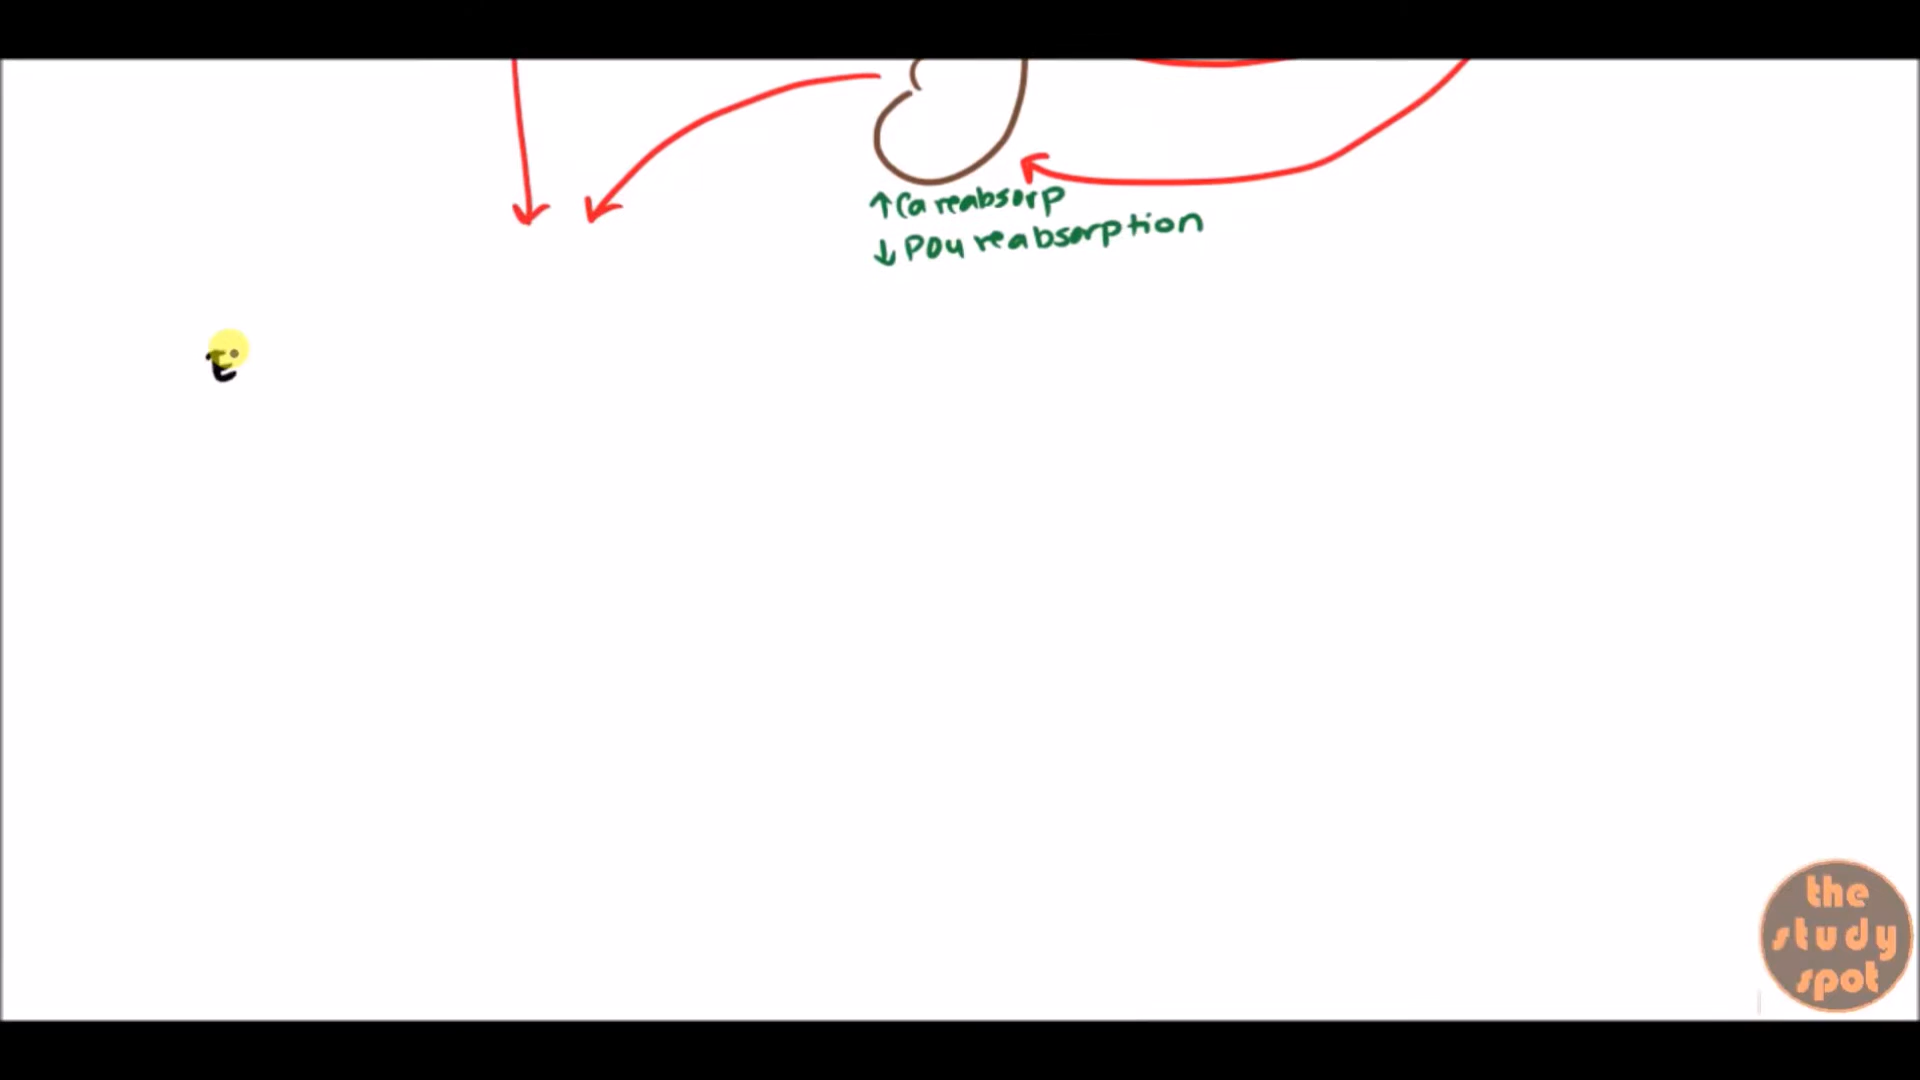 ↑ Ca reabsorp
↓ PO4 reabsorption
E
the
study
spot